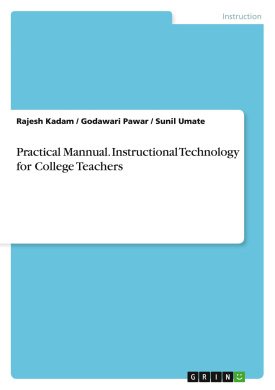 Instruction
Rajesh Kadam / Godawari Pawar / Sunil Umate
Practical Mannual. Instructional Technology
for College Teachers
GRIN